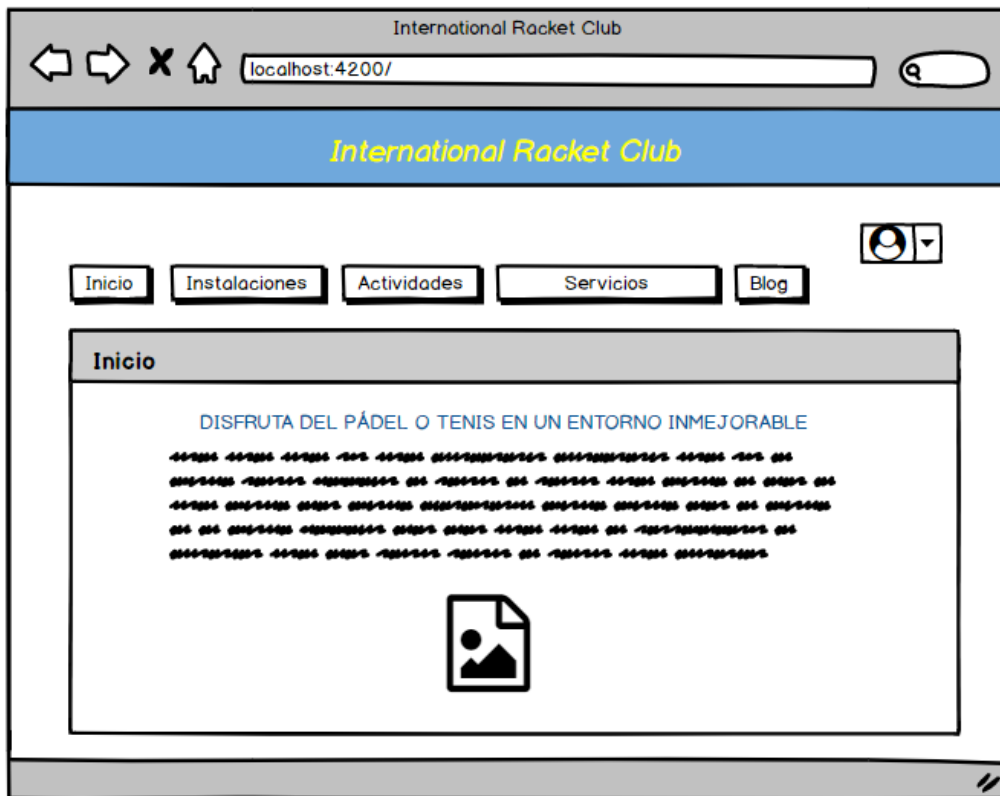 International Racket Club
localhost:4200/
International Racket Club
Inicio
Instalaciones
Actividades
Servicios
Blog
Inicio
DISFRUTA DEL PÁDEL O TENIS EN UN ENTORNO INMEJORABLE